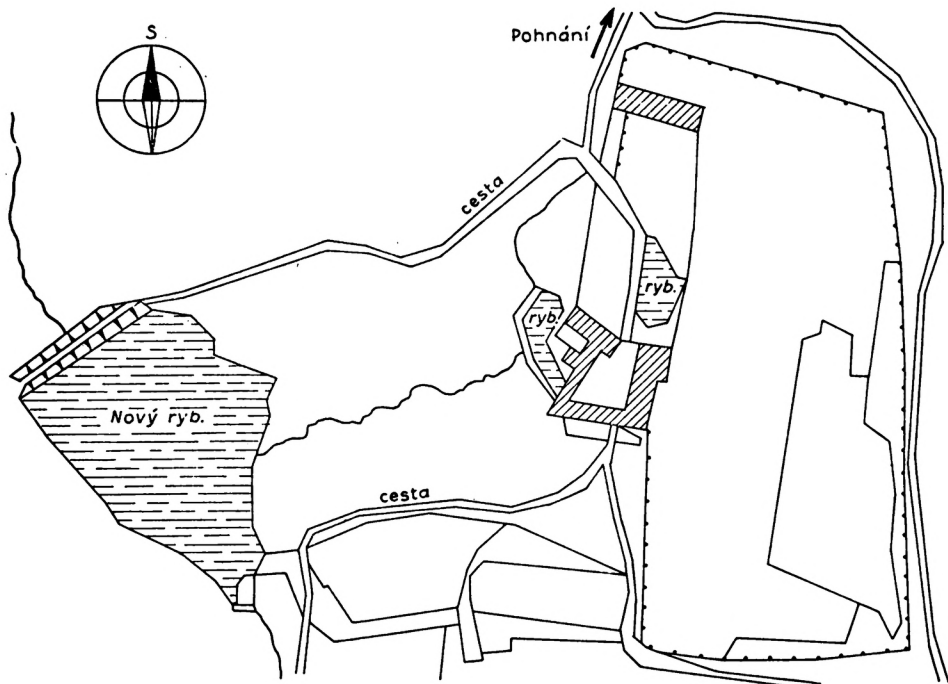 S
Pohnání
cesta
ryb.
ryb.
Nový ryb.
cesta